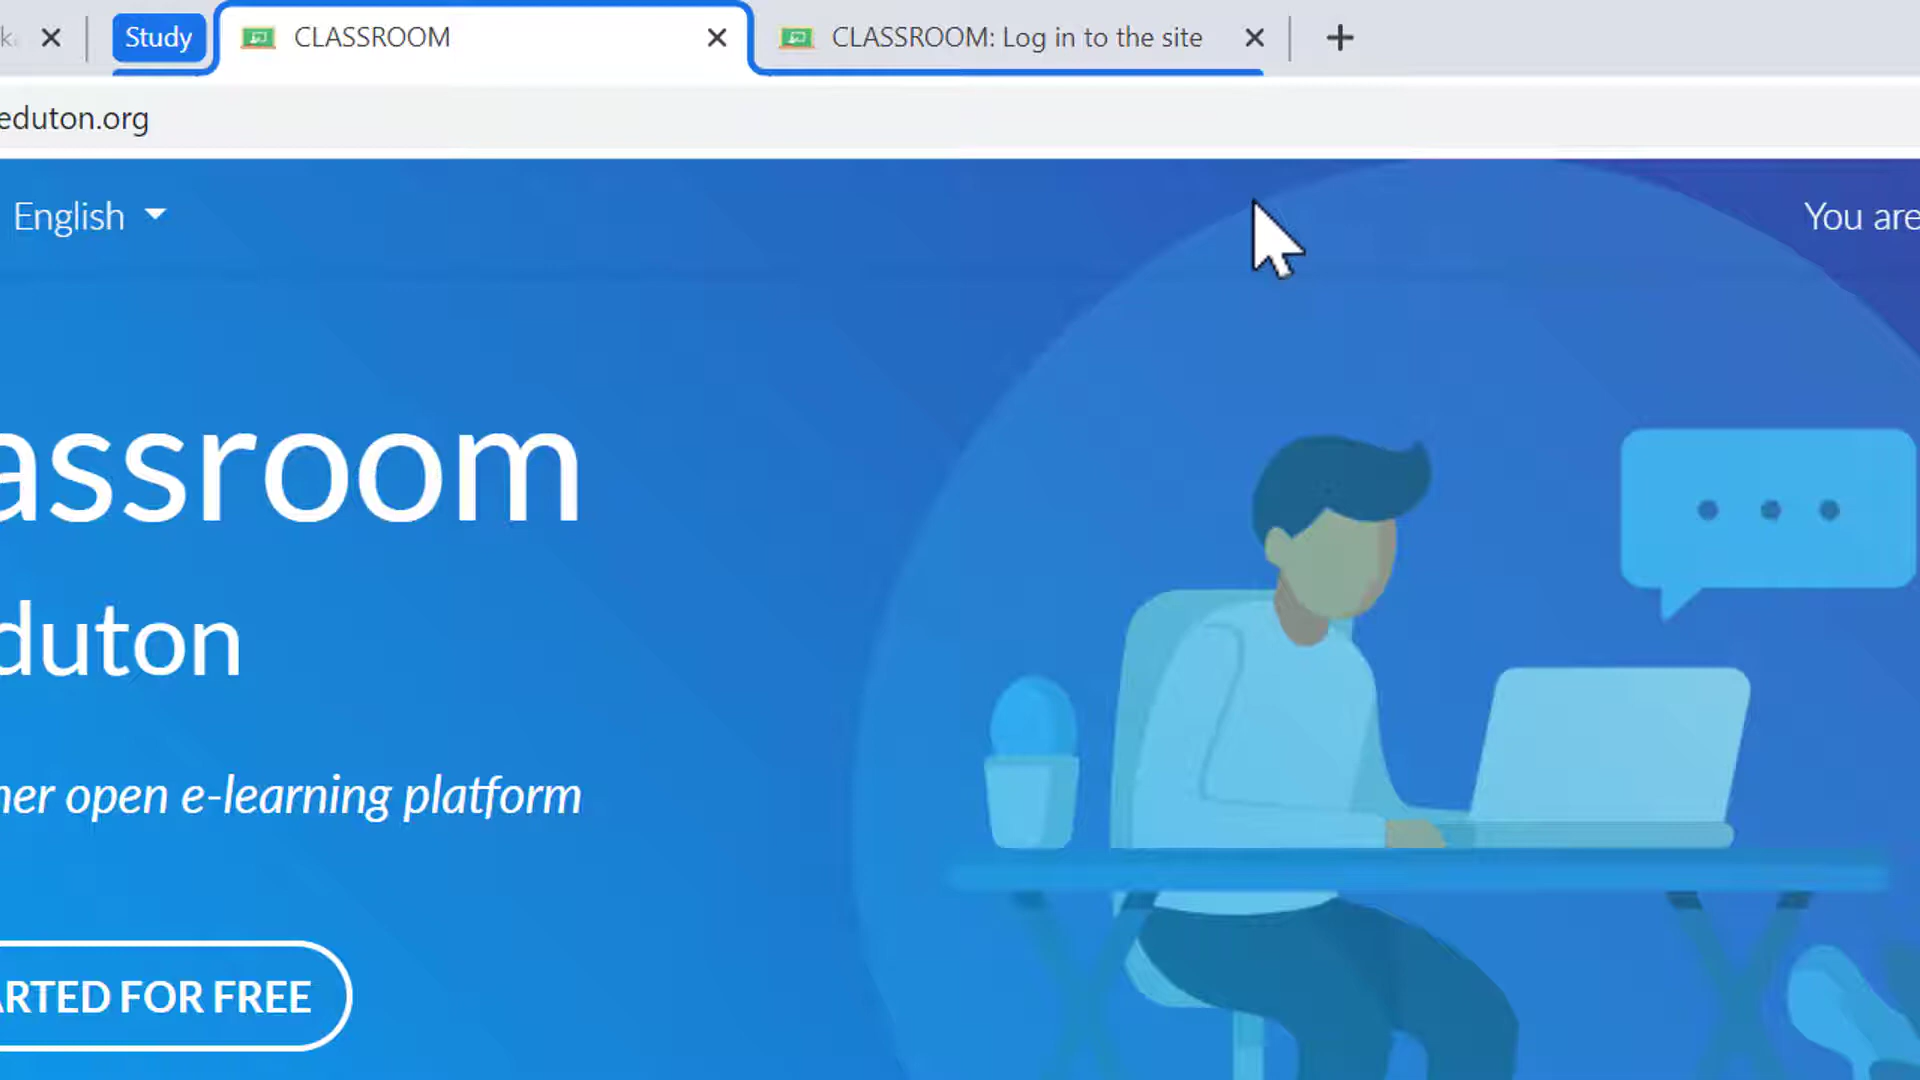 Study
CLASSROOM
CLASSROOM: Log in to the site
eduton.org
English
You are
assroom
duton
ner open e-learning platform
ARTED FOR FREE